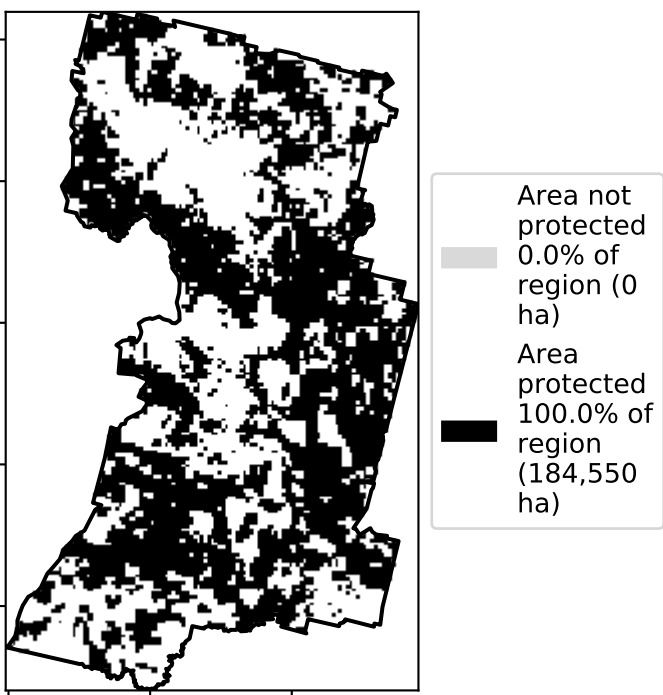 Area not
protected
0.0% of
region (0
ha)
Area
protected
100.0% of
region
(184,550
ha)